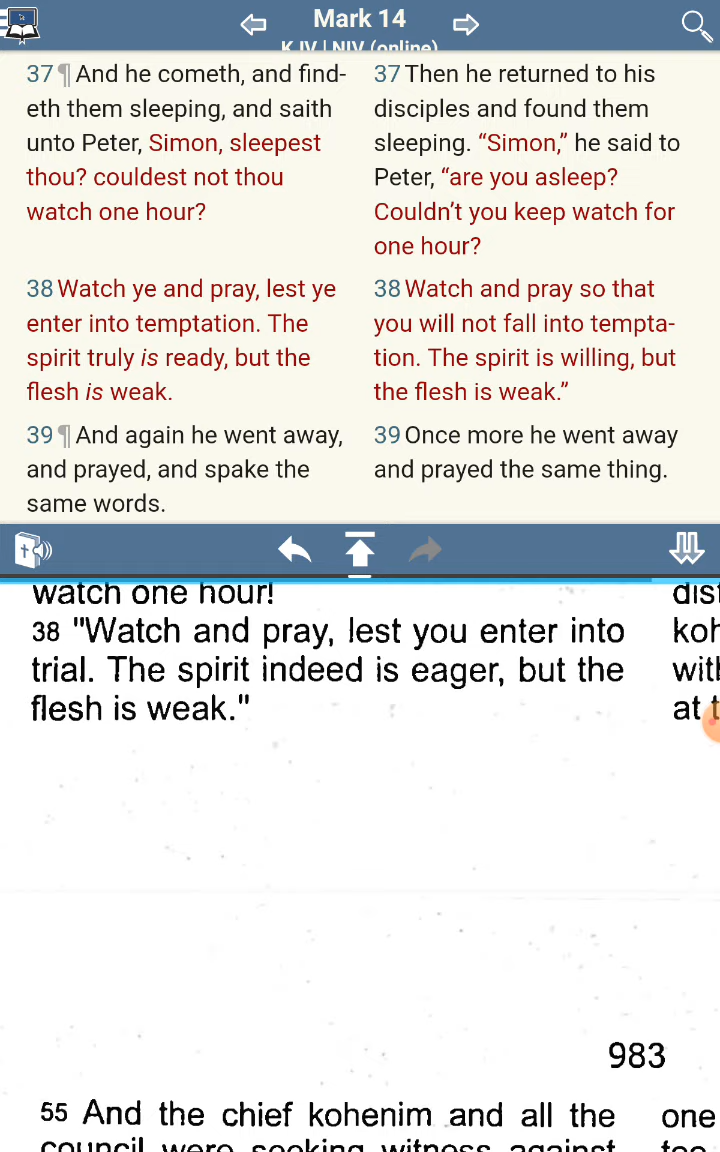 Mark 14
KJV | NIV (online)
37 ¶ And he cometh, and find-
eth them sleeping, and saith
unto Peter, Simon, sleepest
thou? couldest not thou
watch one hour?
38 Watch ye and pray, lest ye
enter into temptation. The
spirit truly is ready, but the
flesh is weak.
39 ¶ And again he went away,
and prayed, and spake the
same words.
37 Then he returned to his
disciples and found them
sleeping. “Simon,” he said to
Peter, “are you asleep?
Couldn’t you keep watch for
one hour?
38 Watch and pray so that
you will not fall into tempta-
tion. The spirit is willing, but
the flesh is weak.”
39 Once more he went away
and prayed the same thing.
watch one hour!
38 "Watch and pray, lest you enter into
trial. The spirit indeed is eager, but the
flesh is weak."
at
983
55 And the chief kohenim and all the
council were seeking witness against
one